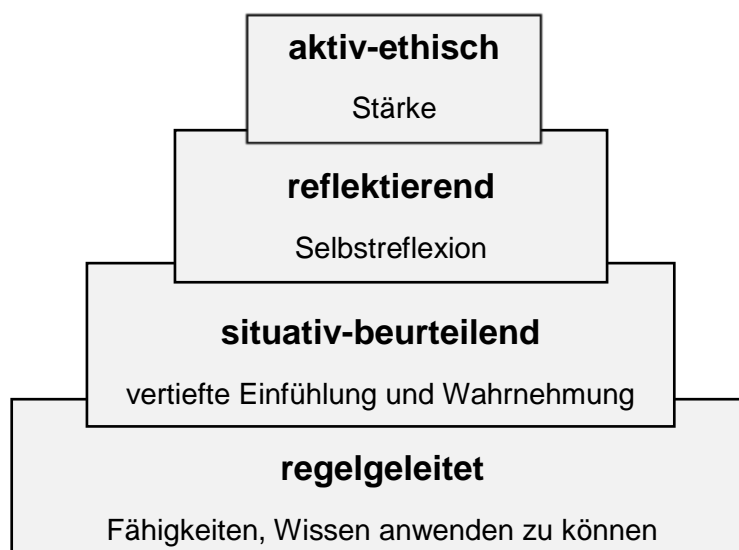 aktiv-ethisch
Stärke
reflektierend
Selbstreflexion
situativ-beurteilend
vertiefte Einfühlung und Wahrnehmung
regelgeleitet
Fähigkeiten, Wissen anwenden zu können